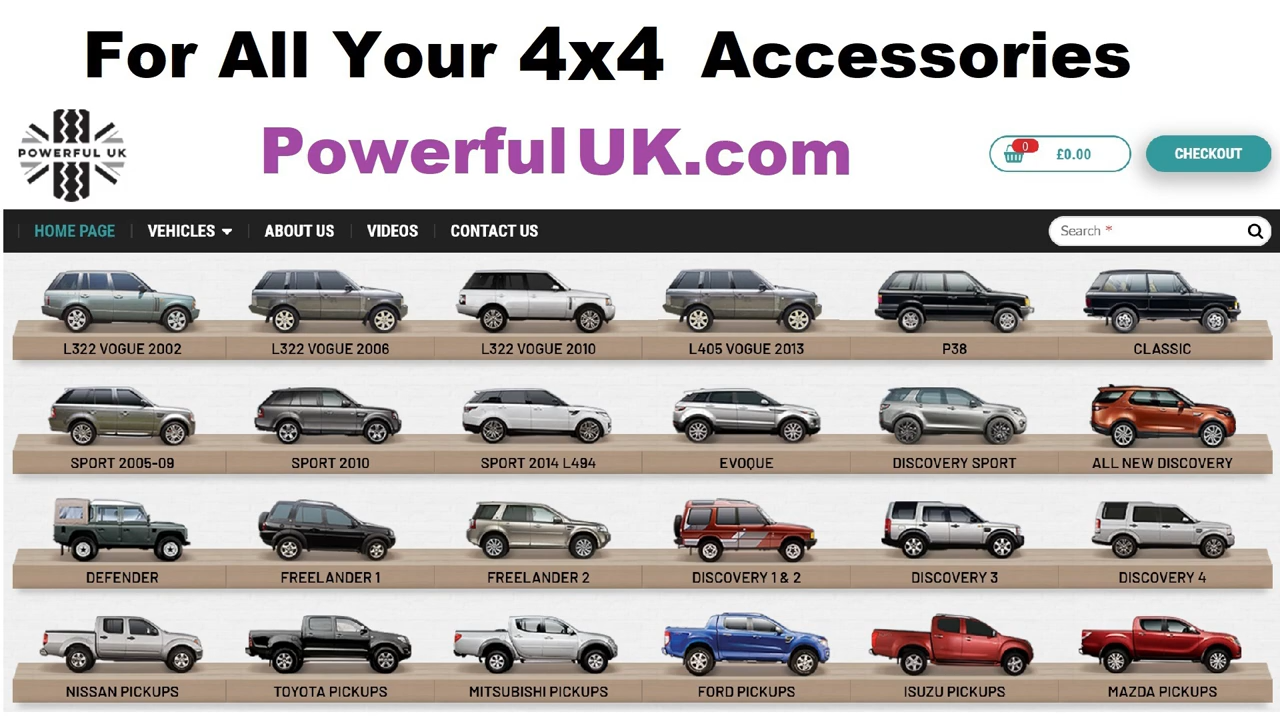 For All Your 4x4 Accessories
POWERFUL UK
PowerfulUK.com
0
£0.00
CHECKOUT
HOME PAGE
VEHICLES
ABOUT US
VIDEOS
CONTACT US
Search *
L322 VOGUE 2002
L322 VOGUE 2006
L322 VOGUE 2010
L405 VOGUE 2013
P38
CLASSIC
SPORT 2005-09
SPORT 2010
SPORT 2014 L494
EVOQUE
DISCOVERY SPORT
ALL NEW DISCOVERY
DEFENDER
FREELANDER 1
FREELANDER 2
DISCOVERY 1 & 2
DISCOVERY 3
DISCOVERY 4
NISSAN PICKUPS
TOYOTA PICKUPS
MITSUBISHI PICKUPS
FORD PICKUPS
ISUZU PICKUPS
MAZDA PICKUPS